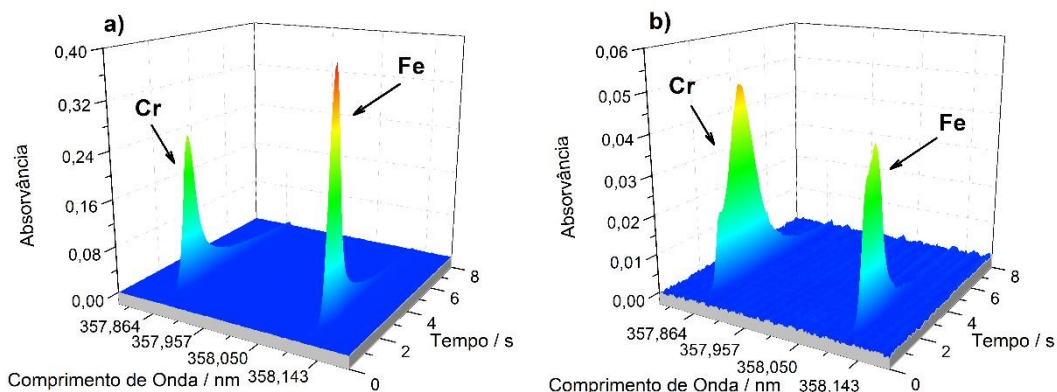 a)
0,40
0,32
0,24
0,16
0,08
0,00
Absorvância
Cr
Fe
357,864
357,957
358,050
358,143
Comprimento de Onda / nm
0
2
4
6
8
Tempo / s
b)
0,06
0,05
0,04
0,03
0,02
0,01
0,00
Absorvância
Cr
Fe
357,864
357,957
358,050
358,143
Comprimento de Onda / nm
0
2
4
6
8
Tempo / s